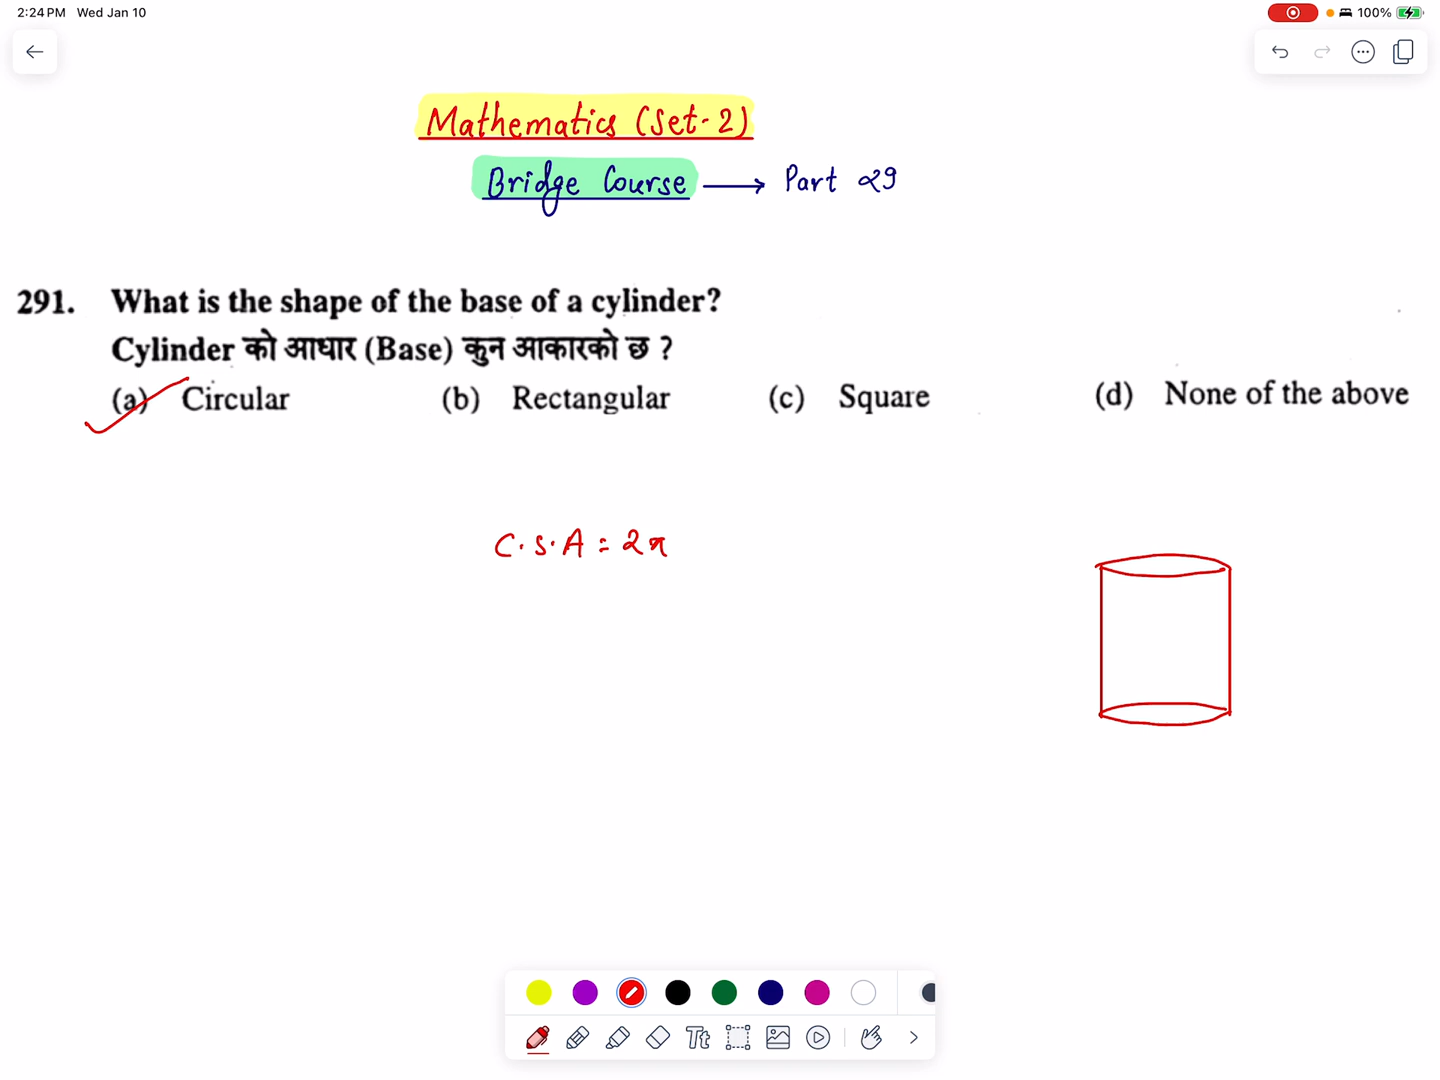 2:24 PM Wed Jan 10
100%
Mathematics (Set-2)
Bridge Course → Part 29
291. What is the shape of the base of a cylinder?
Cylinder को आधार (Base) कुन आकारको छ ?
(a) Circular (b) Rectangular (c) Square (d) None of the above
C.S.A = 2π
Tt